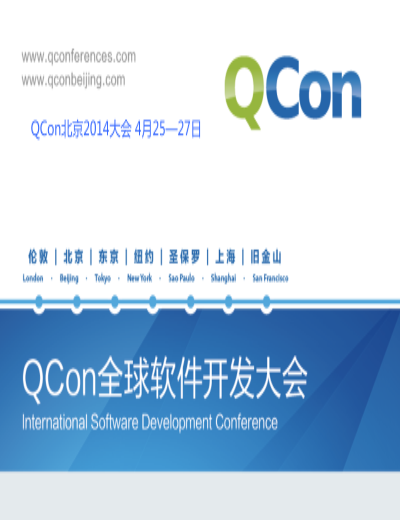 www.qconferences.com
www.qconbeijing.com
QCon
QCon北京2014大会 4月25—27日
伦敦 | 北京 | 东京 | 纽约 | 圣保罗 | 上海 | 旧金山
London · Beijing · Tokyo · New York · Sao Paulo · Shanghai · San Francisco
QCon全球软件开发大会
International Software Development Conference